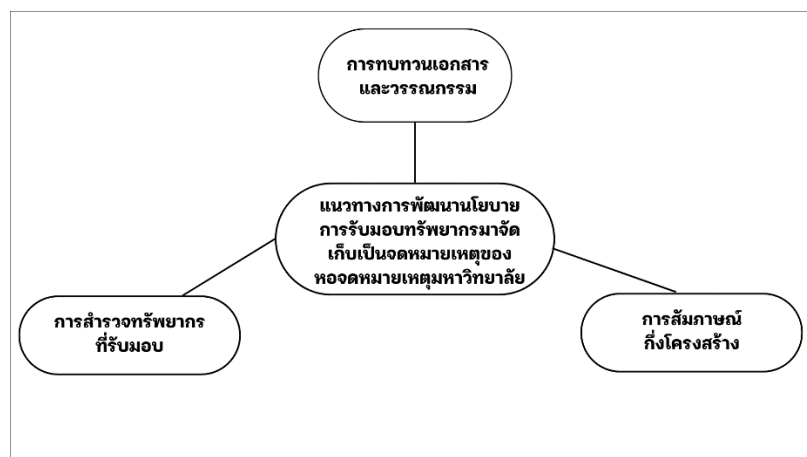 การทบทวนเอกสาร
และวรรณกรรม
แนวทางการพัฒนานโยบาย
การรับมอบทรัพยากรมาจัด
เก็บเป็นจดหมายเหตุของ
หอจดหมายเหตุมหาวิทยาลัย
การสำรวจทรัพยากร
ที่รับมอบ
การสัมภาษณ์
กึ่งโครงสร้าง